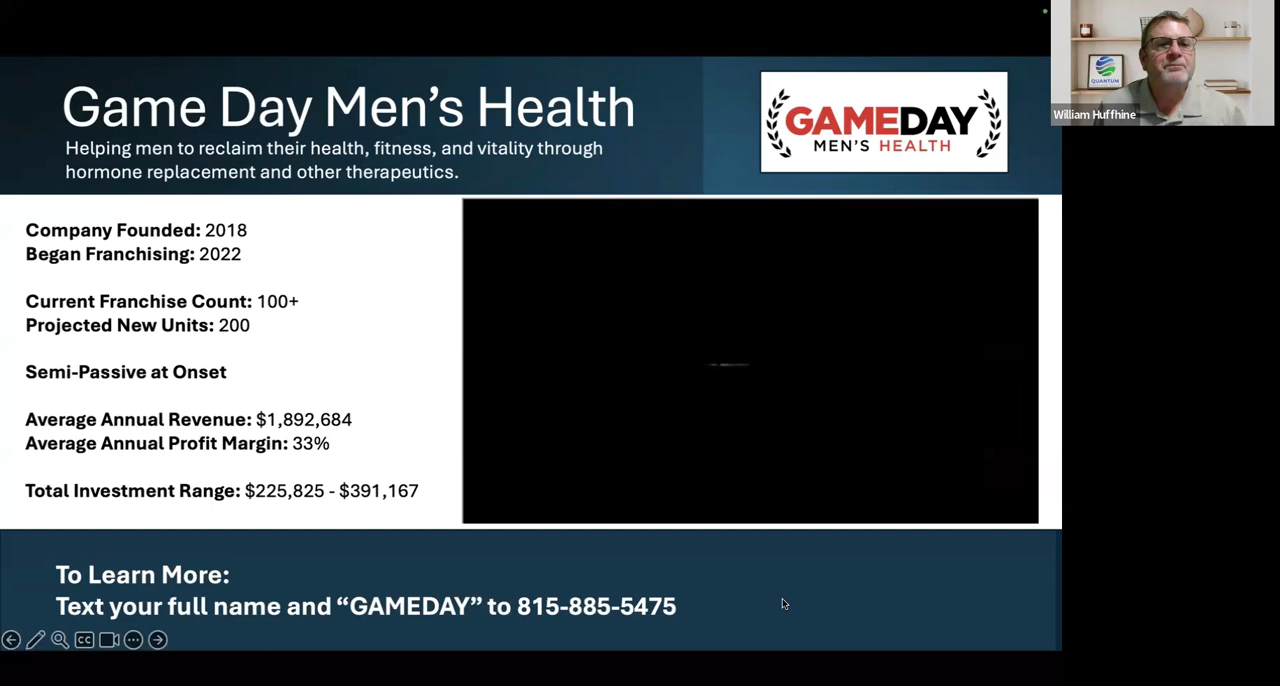 Game Day Men’s Health
Helping men to reclaim their health, fitness, and vitality through
hormone replacement and other therapeutics.
GAMEDAY
MEN'S HEALTH
QUANTUM
William Huffhine
Company Founded: 2018
Began Franchising: 2022
Current Franchise Count: 100+
Projected New Units: 200
Semi-Passive at Onset
Average Annual Revenue: $1,892,684
Average Annual Profit Margin: 33%
Total Investment Range: $225,825 - $391,167
To Learn More:
Text your full name and “GAMEDAY” to 815-885-5475
CC